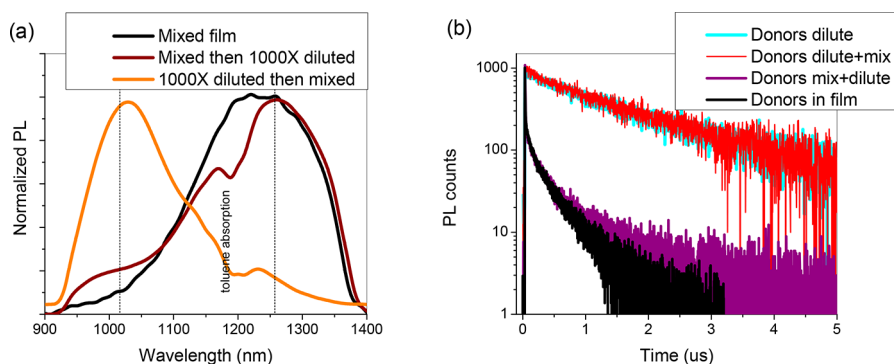 (a)
Mixed film
Mixed then 1000X diluted
1000X diluted then mixed
Normalized PL
toluene absorption
900 1000 1100 1200 1300 1400
Wavelength (nm)
(b)
Donors dilute
Donors dilute+mix
Donors mix+dilute
Donors in film
PL counts
1000
100
10
1
0 1 2 3 4 5
Time (us)